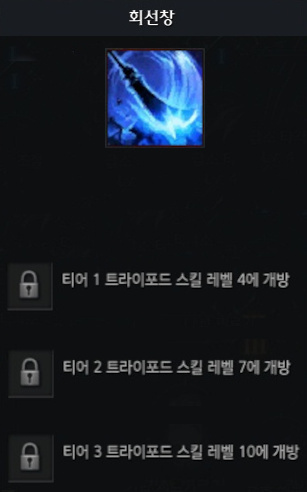 회선창
티어 1 트라이포드 스킬 레벨 4에 개방
티어 2 트라이포드 스킬 레벨 7에 개방
티어 3 트라이포드 스킬 레벨 10에 개방